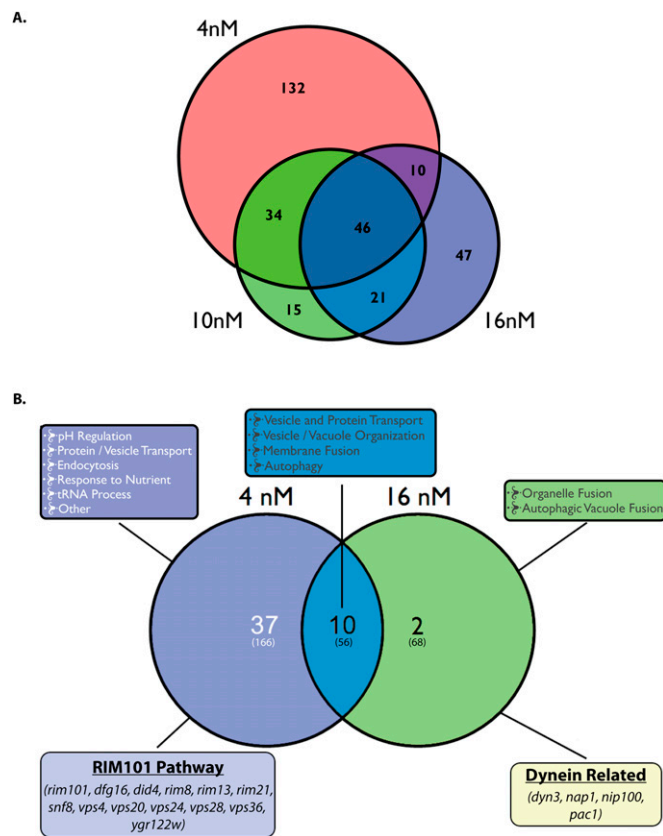 A.
4nM
132
10
34
46
47
15
21
10nM
16nM
B.
pH Regulation
Protein / Vesicle Transport
Endocytosis
Response to Nutrient
tRNA Process
Other
Vesicle and Protein Transport
Vesicle / Vacuole Organization
Membrane Fusion
Autophagy
Organelle Fusion
Autophagic Vacuole Fusion
4 nM
16 nM
37
(166)
10
(56)
2
(68)
RIM101 Pathway
(rim101, dfg16, did4, rim8, rim13, rim21,
snf8, vps4, vps20, vps24, vps28, vps36,
ygr122w)
Dynein Related
(dyn3, nap1, nip100,
pac1)